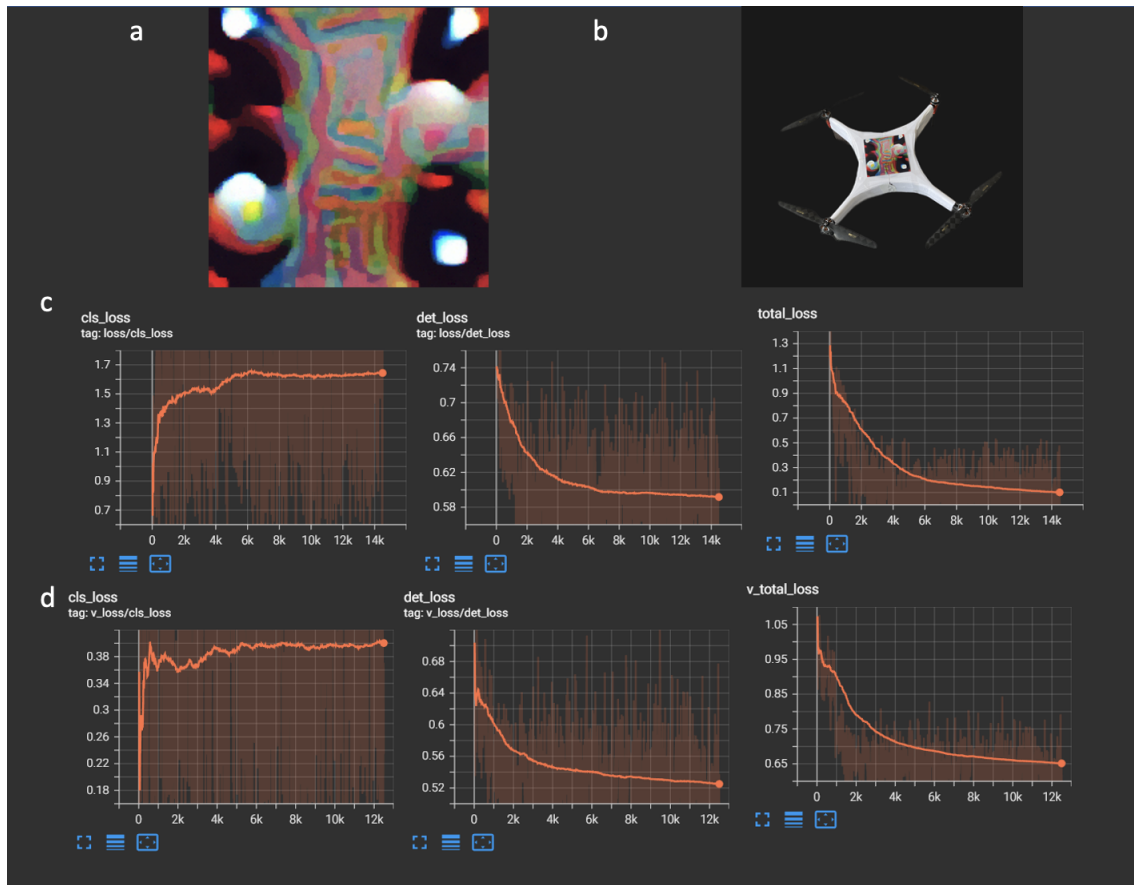 a
b
c
cls_loss
tag: loss/cls_loss
1.7
1.5
1.3
1.1
0.9
0.7
0 2k 4k 6k 8k 10k 12k 14k
det_loss
tag: loss/det_loss
0.74
0.7
0.66
0.62
0.58
0 2k 4k 6k 8k 10k 12k 14k
total_loss
1.3
1.1
0.9
0.7
0.5
0.3
0.1
0 2k 4k 6k 8k 10k 12k 14k
d
cls_loss
tag: v_loss/cls_loss
0.38
0.34
0.3
0.26
0.22
0.18
0 2k 4k 6k 8k 10k 12k
det_loss
tag: v_loss/det_loss
0.68
0.64
0.6
0.56
0.52
0 2k 4k 6k 8k 10k 12k
v_total_loss
1.05
0.95
0.85
0.75
0.65
0 2k 4k 6k 8k 10k 12k